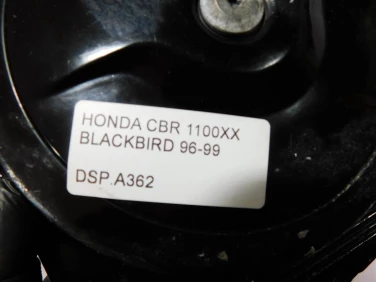 HONDA CBR 1100XX
BLACKBIRD 96-99
DSP.A362